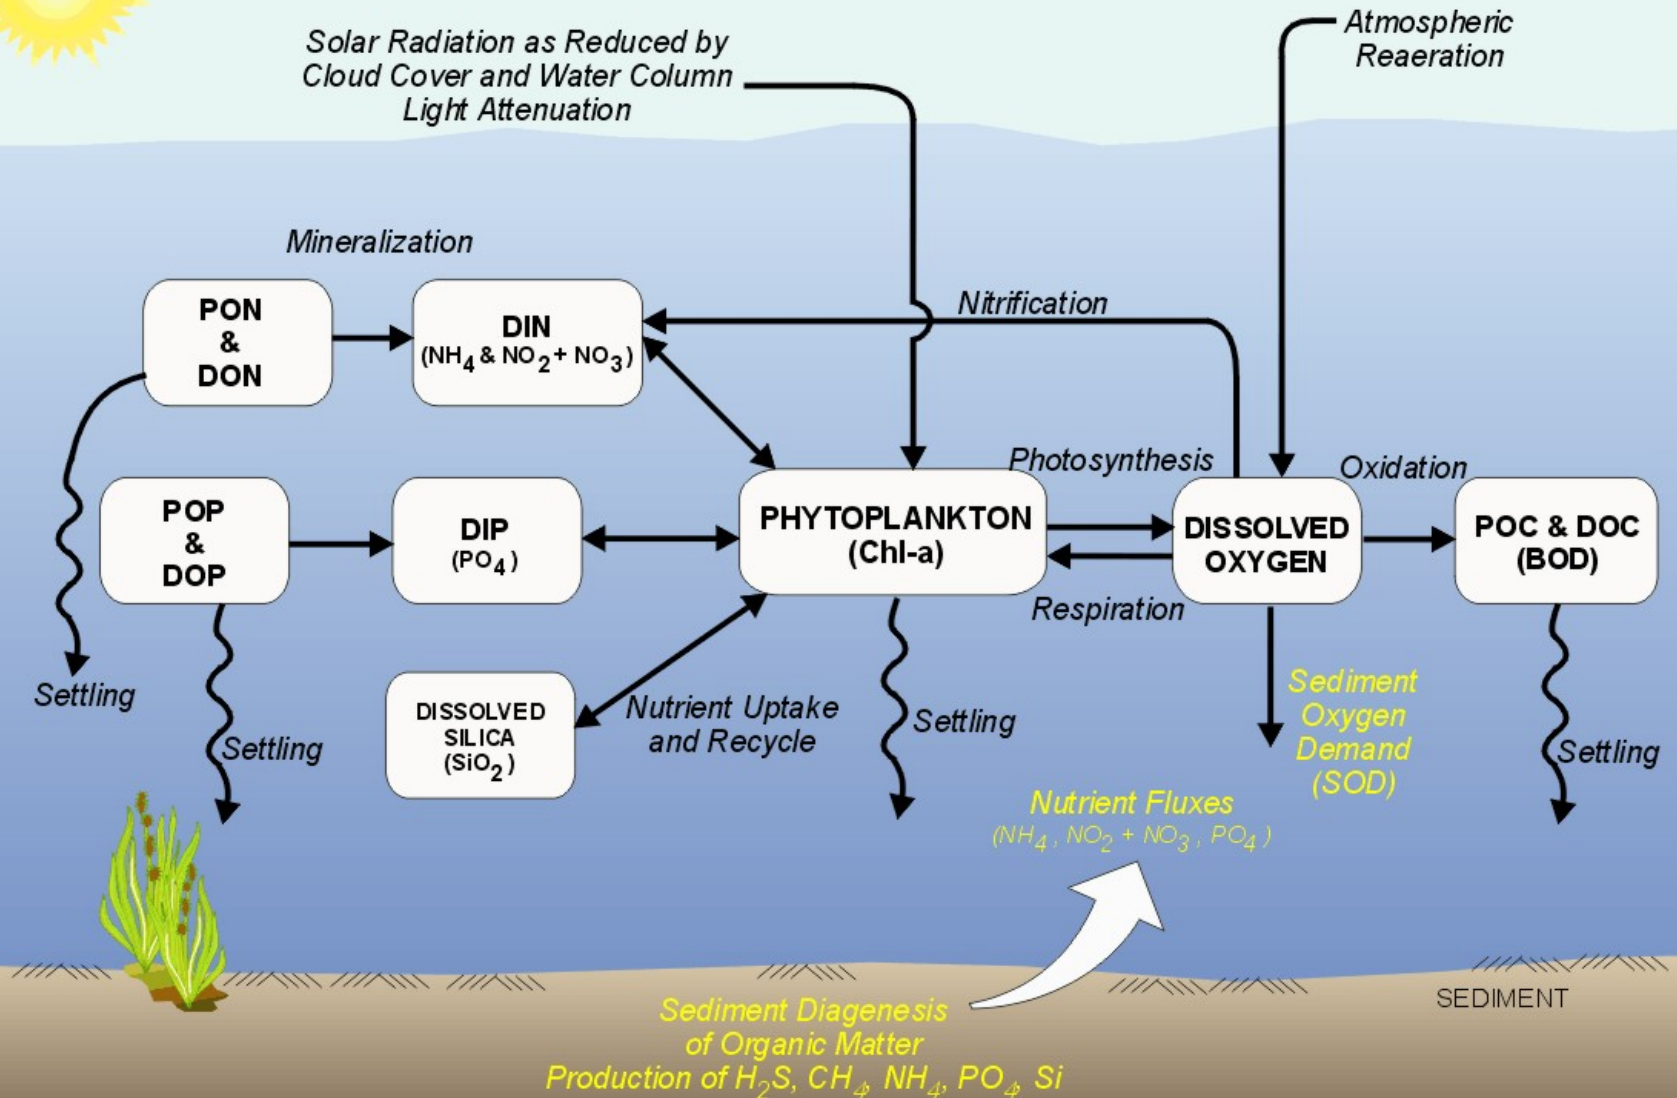 Solar Radiation as Reduced by
Cloud Cover and Water Column
Light Attenuation
Atmospheric
Reaeration
Mineralization
PON
&
DON
DIN
(NH4 & NO2 + NO3)
Nitrification
POP
&
DOP
DIP
(PO4)
PHYTOPLANKTON
(Chl-a)
Photosynthesis
Respiration
DISSOLVED
OXYGEN
Oxidation
POC & DOC
(BOD)
Settling
Settling
DISSOLVED
SILICA
(SiO2)
Nutrient Uptake
and Recycle
Settling
Sediment
Oxygen
Demand
(SOD)
Settling
Nutrient Fluxes
(NH4, NO2 + NO3, PO4)
SEDIMENT
Sediment Diagenesis
of Organic Matter
Production of H2S, CH4, NH4, PO4, Si